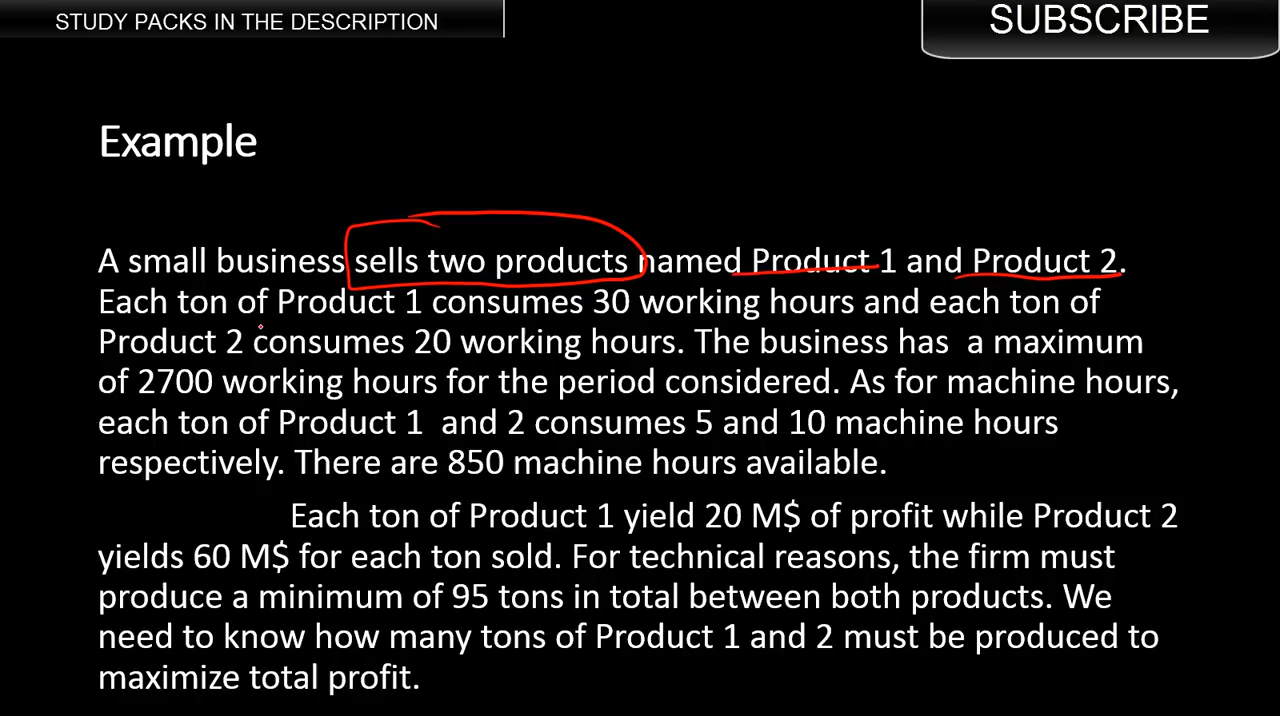 STUDY PACKS IN THE DESCRIPTION
SUBSCRIBE
Example
A small business sells two products named Product 1 and Product 2.
Each ton of Product 1 consumes 30 working hours and each ton of
Product 2 consumes 20 working hours. The business has a maximum
of 2700 working hours for the period considered. As for machine hours,
each ton of Product 1 and 2 consumes 5 and 10 machine hours
respectively. There are 850 machine hours available.
Each ton of Product 1 yield 20 M$ of profit while Product 2
yields 60 M$ for each ton sold. For technical reasons, the firm must
produce a minimum of 95 tons in total between both products. We
need to know how many tons of Product 1 and 2 must be produced to
maximize total profit.